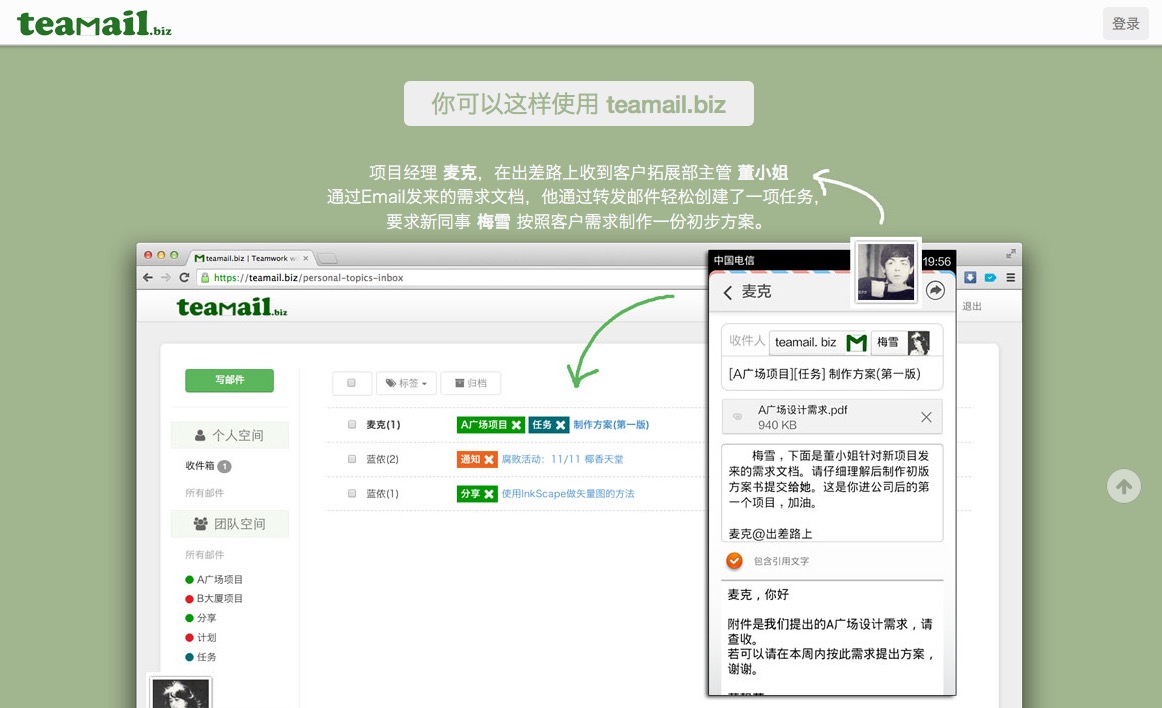 teamail.biz
登录
你可以这样使用 teamail.biz
项目经理 麦克，在出差路上收到客户拓展部主管 董小姐
通过Email发来的需求文档，他通过转发邮件轻松创建了一项任务，
要求新同事 梅雪 按照客户需求制作一份初步方案。
teamail.biz | Teamwork w
https://teamail.biz/personal-topics-inbox
teamail.biz
退出
写邮件
标签
归档
个人空间
收件箱 1
所有邮件
团队空间
所有邮件
A广场项目
B大厦项目
分享
计划
任务
麦克(1)
A广场项目 任务 制作方案(第一版)
蓝侬(2)
通知 腐败活动：11/11 椰香天堂
蓝侬(1)
分享 使用InkScape做矢量图的方法
中国电信
19:56
麦克
收件人 teamail. biz 梅雪
[A广场项目][任务] 制作方案(第一版)
A广场设计需求.pdf
940 KB
梅雪，下面是董小姐针对新项目发
来的需求文档。请仔细理解后制作初版
方案书提交给她。这是你进公司后的第
一个项目，加油。
麦克@出差路上
包含引用文字
麦克，你好
附件是我们提出的A广场设计需求，请
查收。
若可以请在本周内按此需求提出方案，
谢谢。